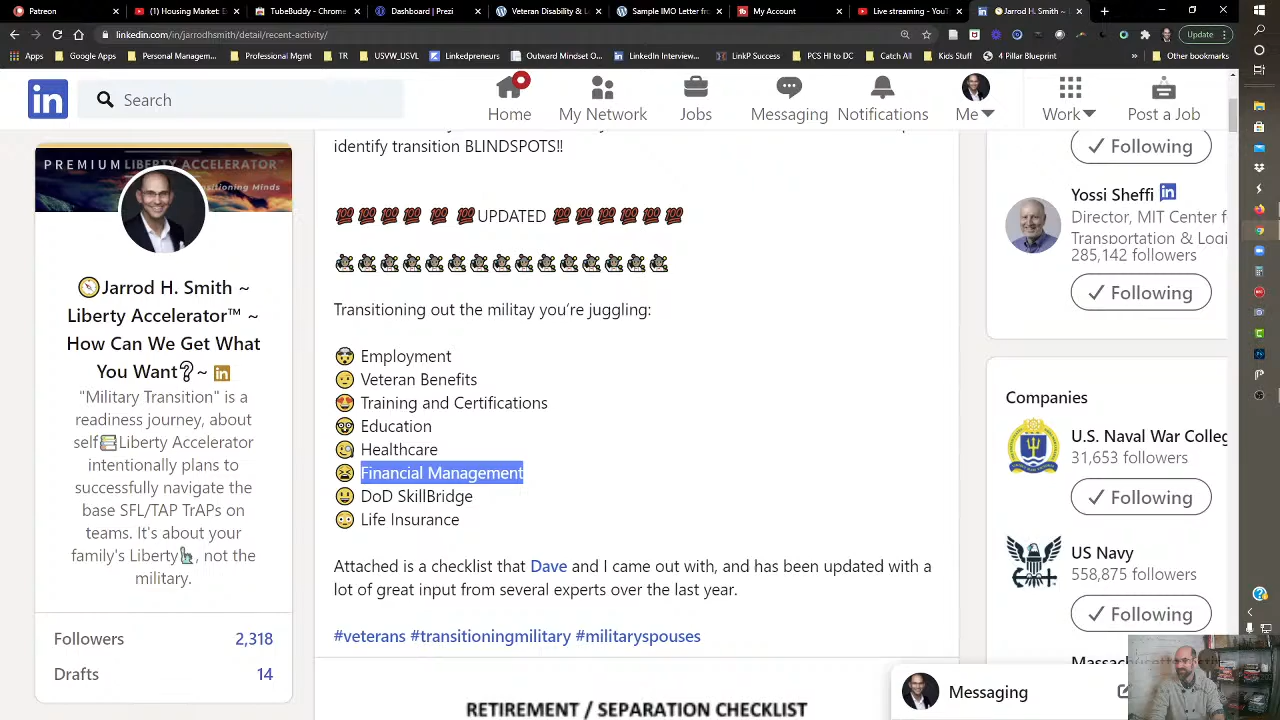 Patreon
(1) Housing Market: E
TubeBuddy - Chrome
Dashboard | Prezi
Veteran Disability & L
Sample IMO Letter fro
My Account
Live streaming - YouT
Jarrod H. Smith ~
linkedin.com/in/jarrodhsmith/detail/recent-activity/
Update
Apps
Google Apps
Personal Management...
Professional Mgmt
TR
USVW_USVL
Linkedpreneurs
Outward Mindset O...
LinkedIn Interview...
LinkP Success
PCS HI to DC
Catch All
Kids Stuff
4 Pillar Blueprint
»
Other bookmarks
in
Search
Home
My Network
Jobs
Messaging
Notifications
Me
Work
Post a Job
PREMIUM
LIBERTY ACCELERATOR™
sitioning Minds
Jarrod H. Smith ~
Liberty Accelerator™ ~
How Can We Get What
You Want?~ in
"Military Transition" is a
readiness journey, about
self Liberty Accelerator
intentionally plans to
successfully navigate the
base SFL/TAP TrAPs on
teams. It's about your
family's Liberty, not the
military.
Followers 2,318
Drafts 14
identify transition BLINDSPOTS!!
💯 💯 💯 💯 💯 💯UPDATED 💯 💯 💯 💯 💯 💯
Transitioning out the militay you're juggling:
Employment
Veteran Benefits
Training and Certifications
Education
Healthcare
Financial Management
DoD SkillBridge
Life Insurance
Attached is a checklist that Dave and I came out with, and has been updated with a
lot of great input from several experts over the last year.
#veterans #transitioningmilitary #militaryspouses
RETIREMENT / SEPARATION CHECKLIST
✓ Following
Yossi Sheffi in
Director, MIT Center f
Transportation & Logi
285,142 followers
✓ Following
Companies
U.S. Naval War Colleg
31,653 followers
✓ Following
US Navy
558,875 followers
✓ Following
Messaging